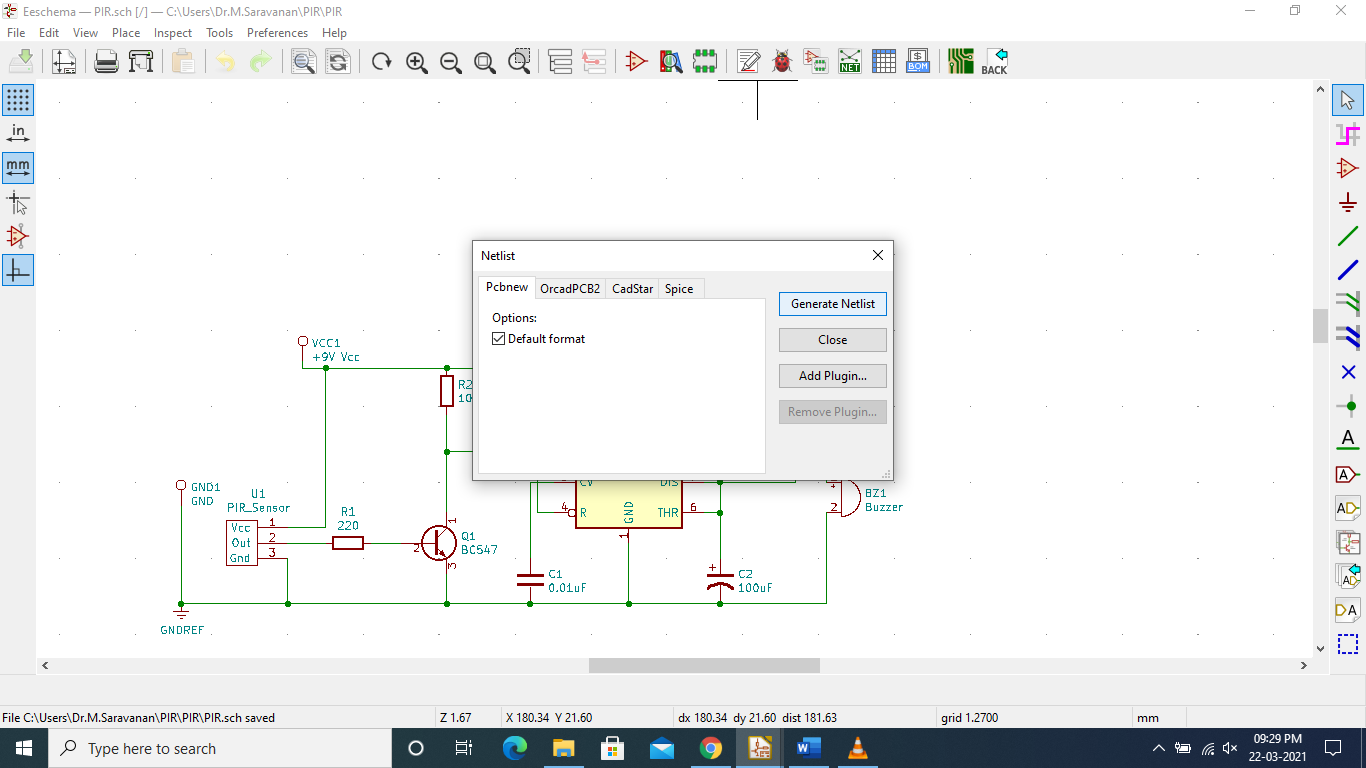 Eeschema — PIR.sch [/] — C:\Users\Dr.M.Saravanan\PIR\PIR
File Edit View Place Inspect Tools Preferences Help
NET
$
BOM
BACK
in
mm
Netlist
Pcbnew OrcadPCB2 CadStar Spice
Options:
Default format
Generate Netlist
Close
Add Plugin...
Remove Plugin...
VCC1
+9V Vcc
R2
10
GND1
GND
U1
PIR_Sensor
Vcc 1
Out 2
Gnd 3
R1
220
1
2
3
Q1
BC547
CV
DIS
4 R
THR 6
GND
1
+
2
BZ1
Buzzer
C1
0.01uF
+
C2
100uF
GNDREF
A
A
A
A
A
File C:\Users\Dr.M.Saravanan\PIR\PIR\PIR.sch saved
Z 1.67
X 180.34 Y 21.60
dx 180.34 dy 21.60 dist 181.63
grid 1.2700
mm
Type here to search
W
09:29 PM
22-03-2021